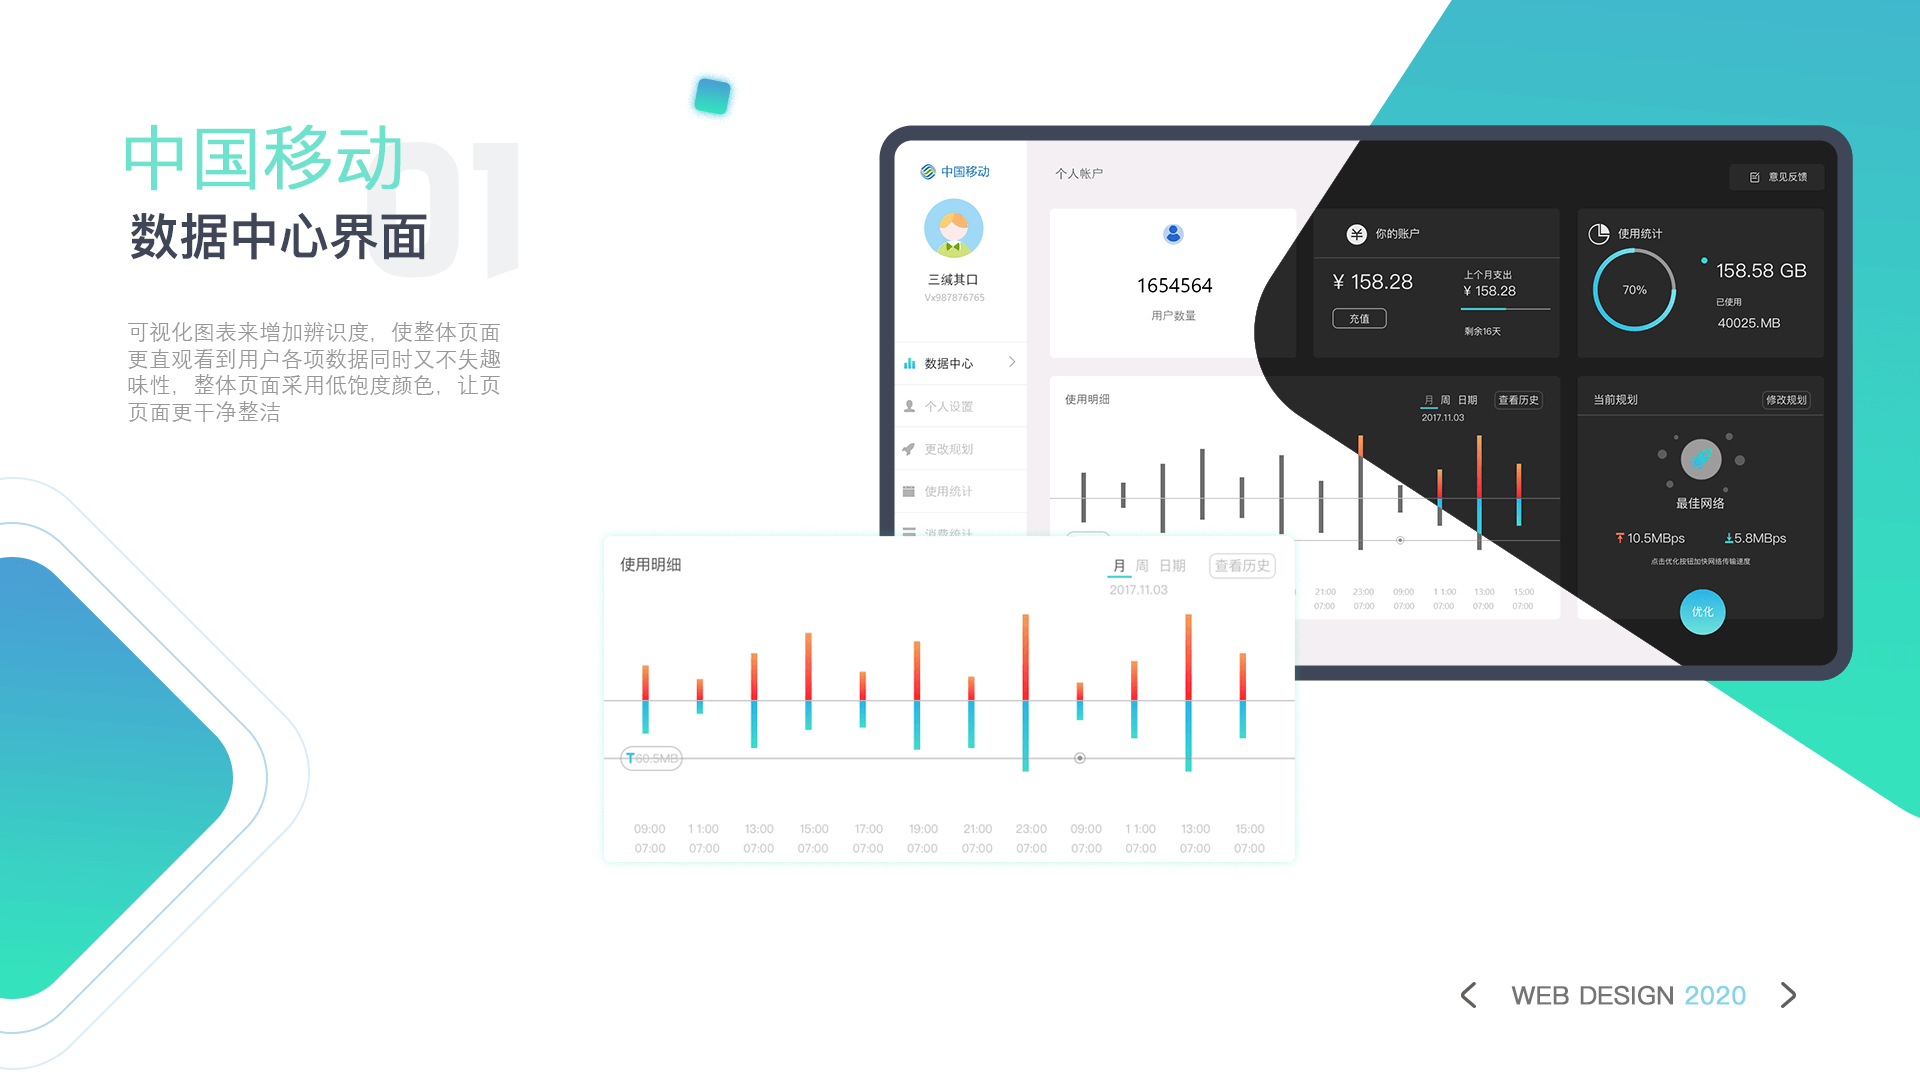 中国移动
01
数据中心界面
可视化图表来增加辨识度，使整体页面
更直观看到用户各项数据同时又不失趣
味性，整体页面采用低饱度颜色，让页
页面更干净整洁
中国移动
三缄其口
Vx987876765
数据中心
个人设置
更改规划
使用统计
消费统计
个人帐户
意见反馈
1654564
用户数量
你的账户
¥ 158.28
充值
上个月支出
¥ 158.28
剩余16天
使用统计
70%
158.58 GB
已使用
40025.MB
使用明细
月 周 日期 查看历史
2017.11.03
21:00 23:00 09:00 1 1:00 13:00 15:00
07:00 07:00 07:00 07:00 07:00 07:00
当前规划 修改规划
最佳网络
10.5MBps 5.8MBps
点击优化按钮加快网络传输速度
优化
使用明细
月 周 日期 查看历史
2017.11.03
T60.5MB
09:00 1 1:00 13:00 15:00 17:00 19:00 21:00 23:00 09:00 1 1:00 13:00 15:00
07:00 07:00 07:00 07:00 07:00 07:00 07:00 07:00 07:00 07:00 07:00 07:00
WEB DESIGN 2020